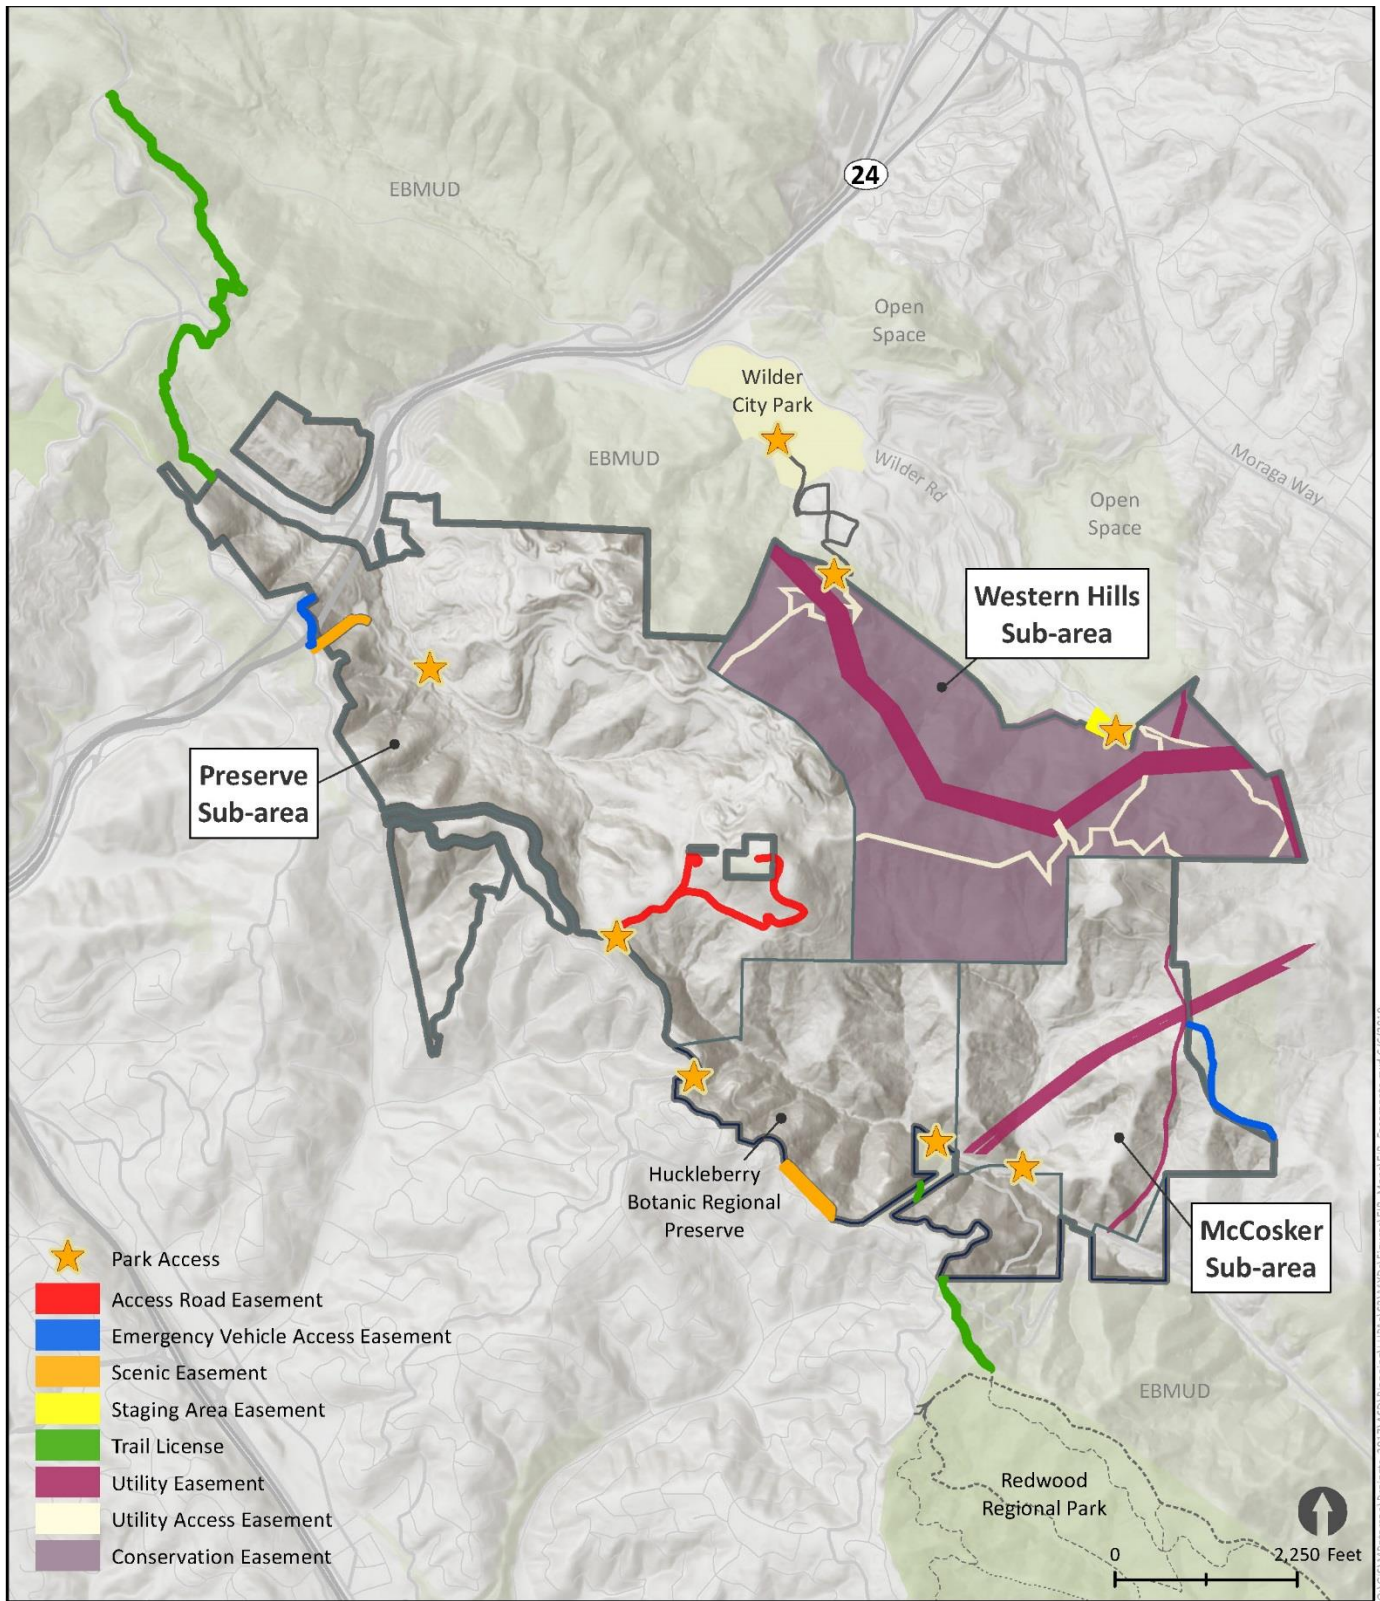 24
EBMUD
Open
Space
Wilder
City Park
EBMUD
Wilder Rd
Moraga Way
Open
Space
Western Hills
Sub-area
Preserve
Sub-area
Huckleberry
Botanic Regional
Preserve
McCosker
Sub-area
Park Access
Access Road Easement
Emergency Vehicle Access Easement
Scenic Easement
Staging Area Easement
Trail License
Utility Easement
Utility Access Easement
Conservation Easement
EBMUD
Redwood
Regional Park
0
2,250 Feet